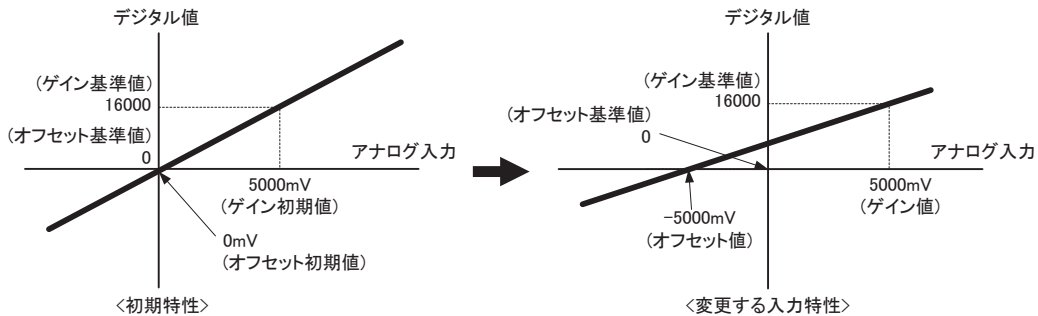 デジタル値
(ゲイン基準値)
16000
(オフセット基準値)
0
アナログ入力
5000mV
(ゲイン初期値)
0mV
(オフセット初期値)
<初期特性>
デジタル値
(ゲイン基準値)
16000
(オフセット基準値)
0
アナログ入力
-5000mV
(オフセット値)
5000mV
(ゲイン値)
<変更する入力特性>